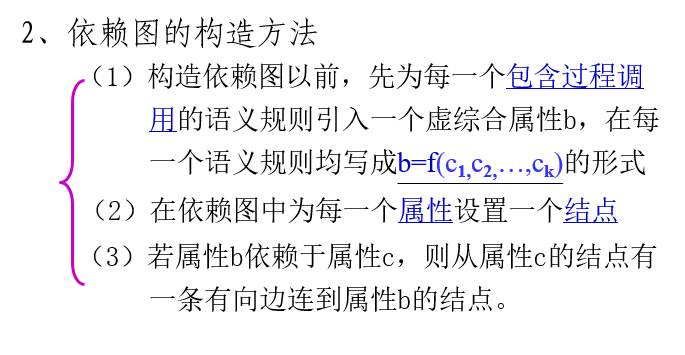 2、依赖图的构造方法
（1）构造依赖图以前，先为每一个包含过程调
用的语义规则引入一个虚综合属性b，在每
一个语义规则均写成b=f(c₁,c₂,…,cₖ)的形式
（2）在依赖图中为每一个属性设置一个结点
（3）若属性b依赖于属性c，则从属性c的结点有
一条有向边连到属性b的结点。